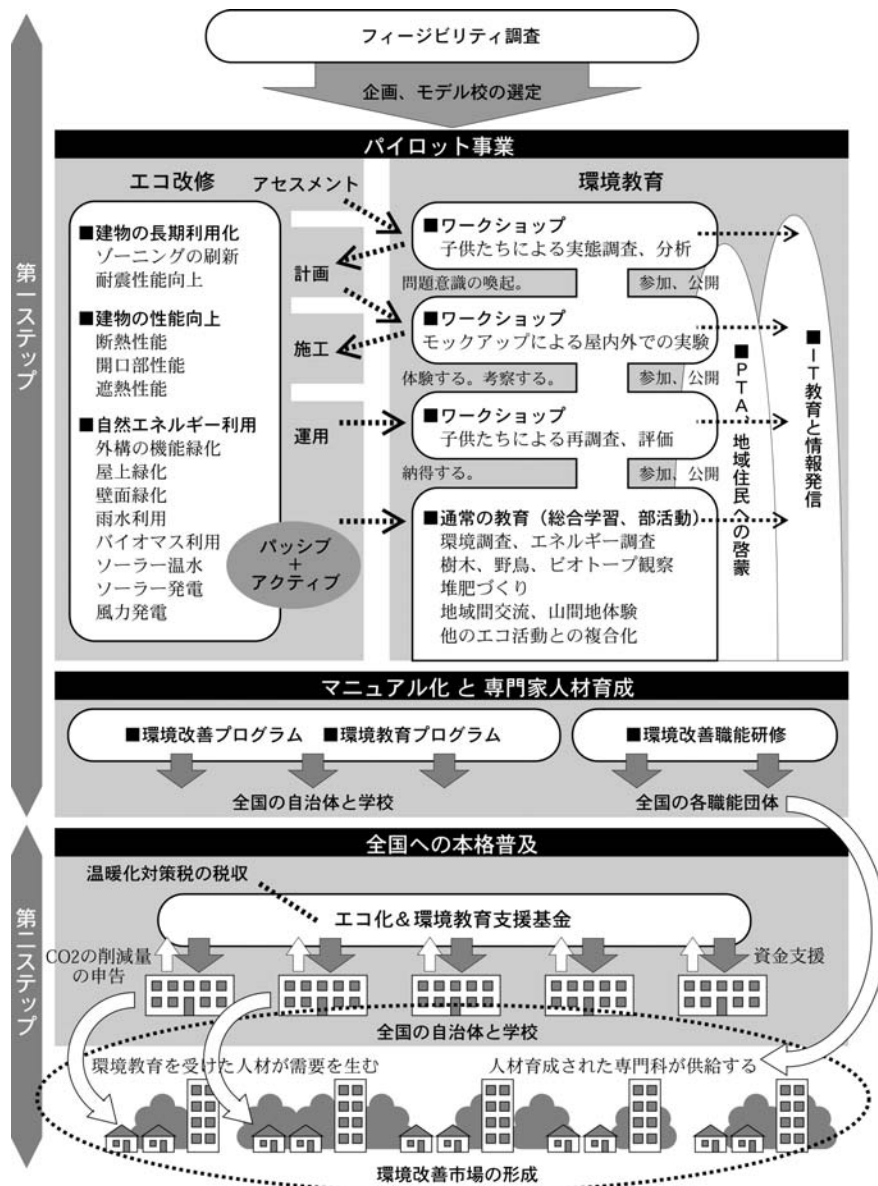 フィージビリティ調査
企画、モデル校の選定
第一ステップ
パイロット事業
エコ改修
アセスメント
環境教育
■建物の長期利用化
ゾーニングの刷新
耐震性能向上
■建物の性能向上
断熱性能
開口部性能
遮熱性能
■自然エネルギー利用
外構の機能緑化
屋上緑化
壁面緑化
雨水利用
バイオマス利用
ソーラー温水
ソーラー発電
風力発電
計画
施工
運用
パッシブ
+
アクティブ
■ワークショップ
子供たちによる実態調査、分析
問題意識の喚起。
参加、公開
■ワークショップ
モックアップによる屋内外での実験
体験する。考察する。
参加、公開
■ワークショップ
子供たちによる再調査、評価
納得する。
参加、公開
■通常の教育（総合学習、部活動）
環境調査、エネルギー調査
樹木、野鳥、ビオトープ観察
堆肥づくり
地域間交流、山間地体験
他のエコ活動との複合化
■PTA、地域住民への啓蒙
■IT教育と情報発信
マニュアル化 と 専門家人材育成
■環境改善プログラム ■環境教育プログラム
■環境改善職能研修
全国の自治体と学校
全国の各職能団体
第二ステップ
全国への本格普及
温暖化対策税の税収
エコ化＆環境教育支援基金
CO2の削減量
の申告
資金支援
全国の自治体と学校
環境教育を受けた人材が需要を生む
人材育成された専門科が供給する
環境改善市場の形成